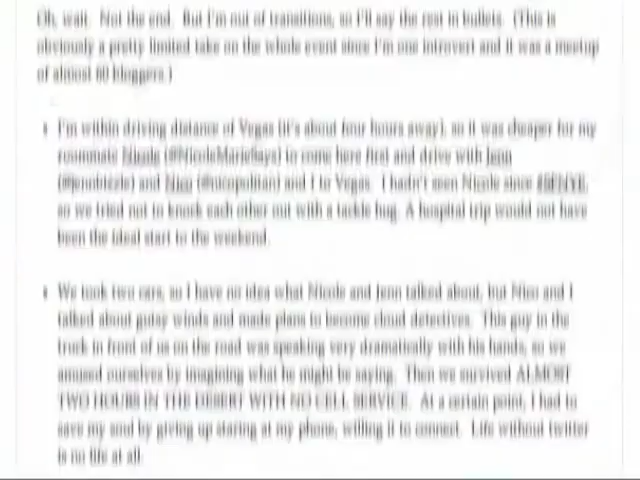 Oh, wait. Not the end. But I'm out of transitions, so I'll say the rest in bullets. (This is
obviously a pretty limited take on the whole event since I'm one introvert and it was a meetup
of almost 60 bloggers.)
I'm within driving distance of Vegas (it's about four hours away), so it was cheaper for my
roommate Nicole (@NicoleMarieSays) to come here first and drive with Jenn
and Nico (@nicopolitan) and I to Vegas. I hadn't seen Nicole since
so we tried not to knock each other out with a tackle hug. A hospital trip would not have
been the ideal start to the weekend.
We took two cars, so I have no idea what Nicole and Jenn talked about, but Nico and I
talked about gusty winds and made plans to become cloud detectives. This guy in the
truck in front of us on the road was speaking very dramatically with his hands, so we
amused ourselves by imagining what he might be saying. Then we survived ALMOST
TWO HOURS IN THE DESERT WITH NO CELL SERVICE. At a certain point, I had to
save my soul by giving up staring at my phone, willing it to connect. Life without twitter
is no life at all.